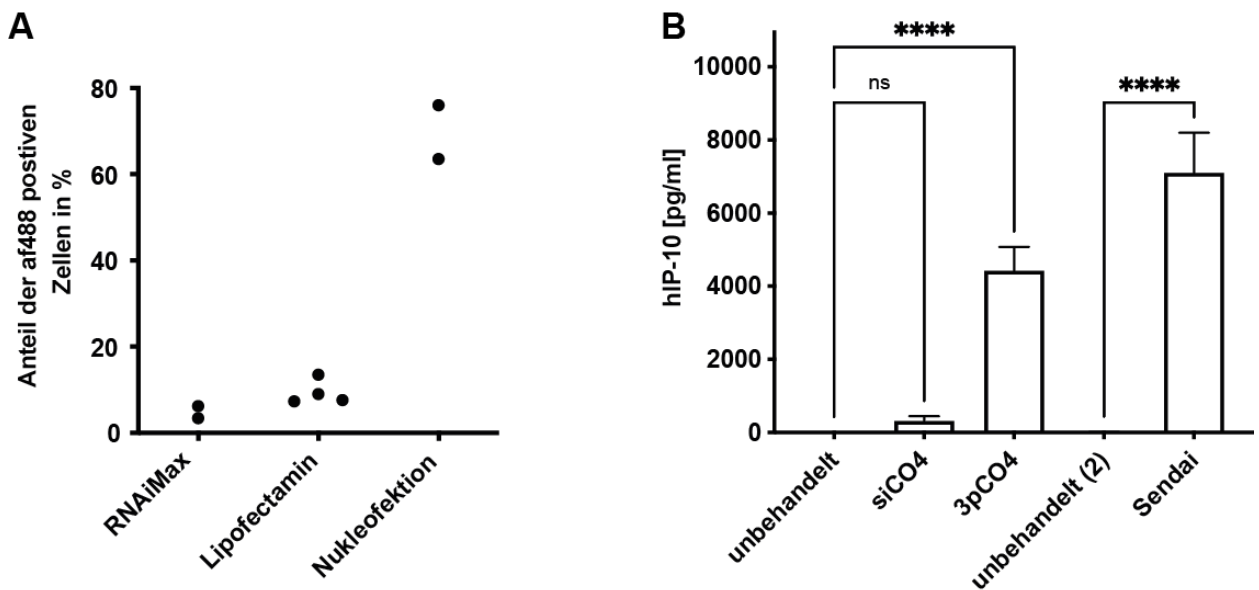 A
Anteil der af488 postiven
Zellen in %
80
60
40
20
0
RNAiMax
Lipofectamin
Nukleofektion
B
hIP-10 [pg/ml]
10000
8000
6000
4000
2000
0
****
ns
****
unbehandelt
siCO4
3pCO4
unbehandelt (2)
Sendai